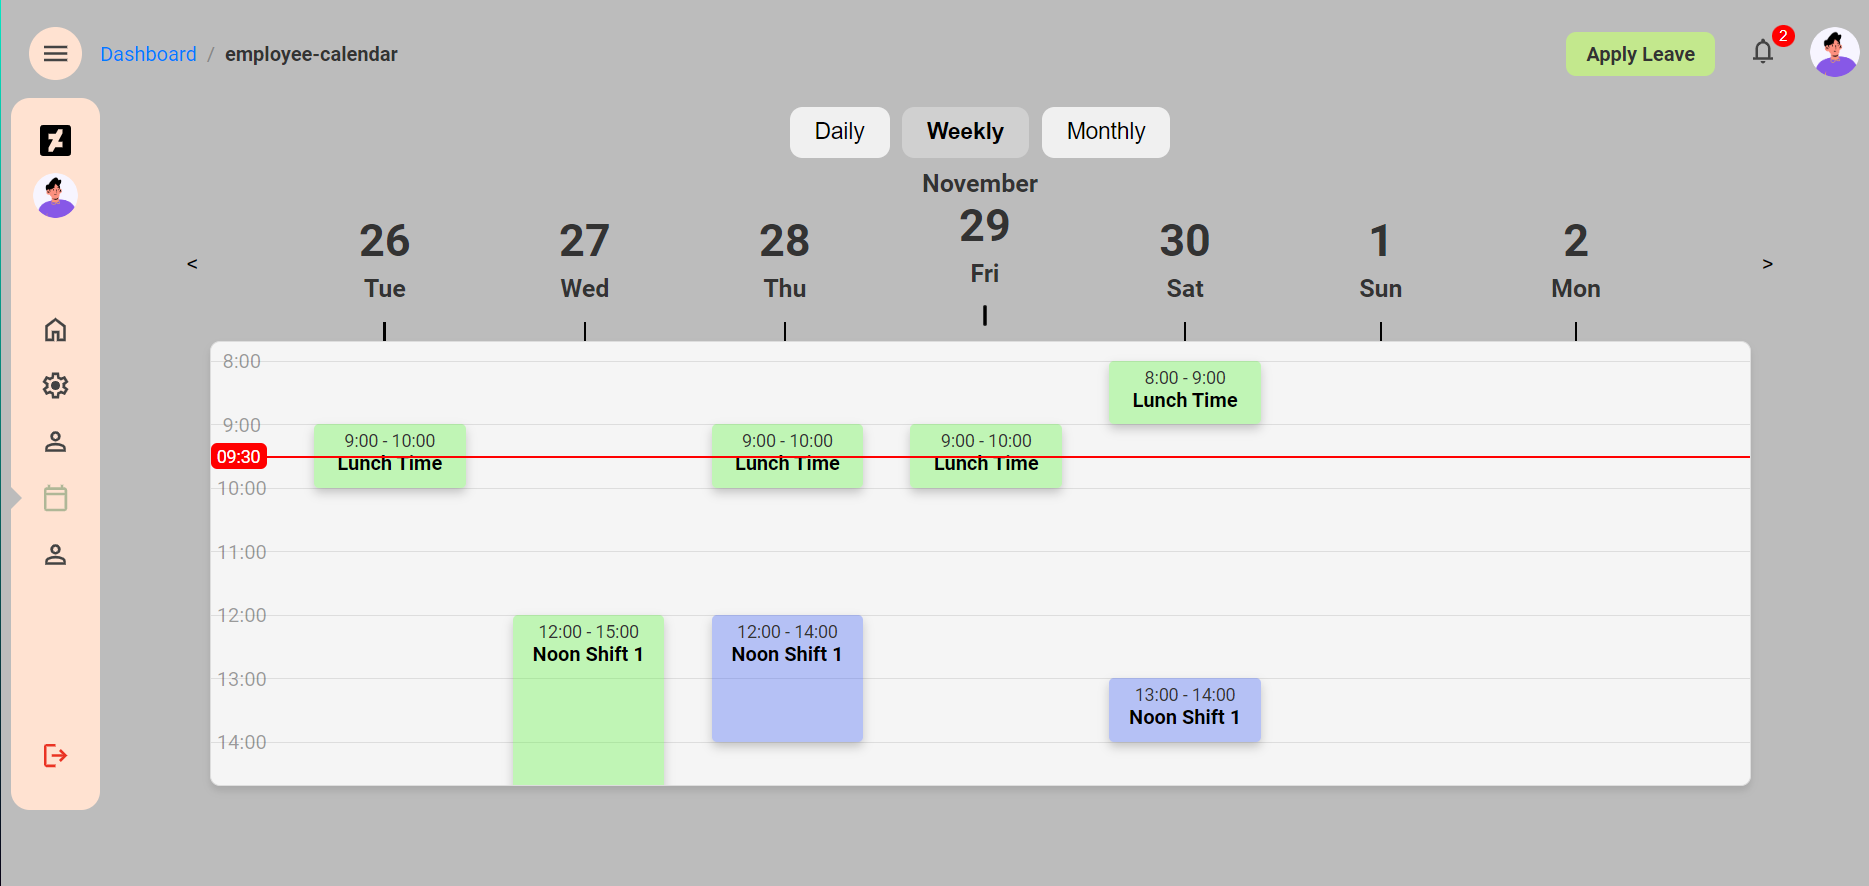 Dashboard / employee-calendar
Apply Leave
2
Daily
Weekly
Monthly
November
26
27
28
29
30
1
2
Tue
Wed
Thu
Fri
Sat
Sun
Mon
<
>
8:00
8:00 - 9:00
Lunch Time
9:00
9:00 - 10:00
Lunch Time
9:00 - 10:00
Lunch Time
9:00 - 10:00
Lunch Time
09:30
10:00
11:00
12:00
12:00 - 15:00
Noon Shift 1
12:00 - 14:00
Noon Shift 1
13:00
13:00 - 14:00
Noon Shift 1
14:00